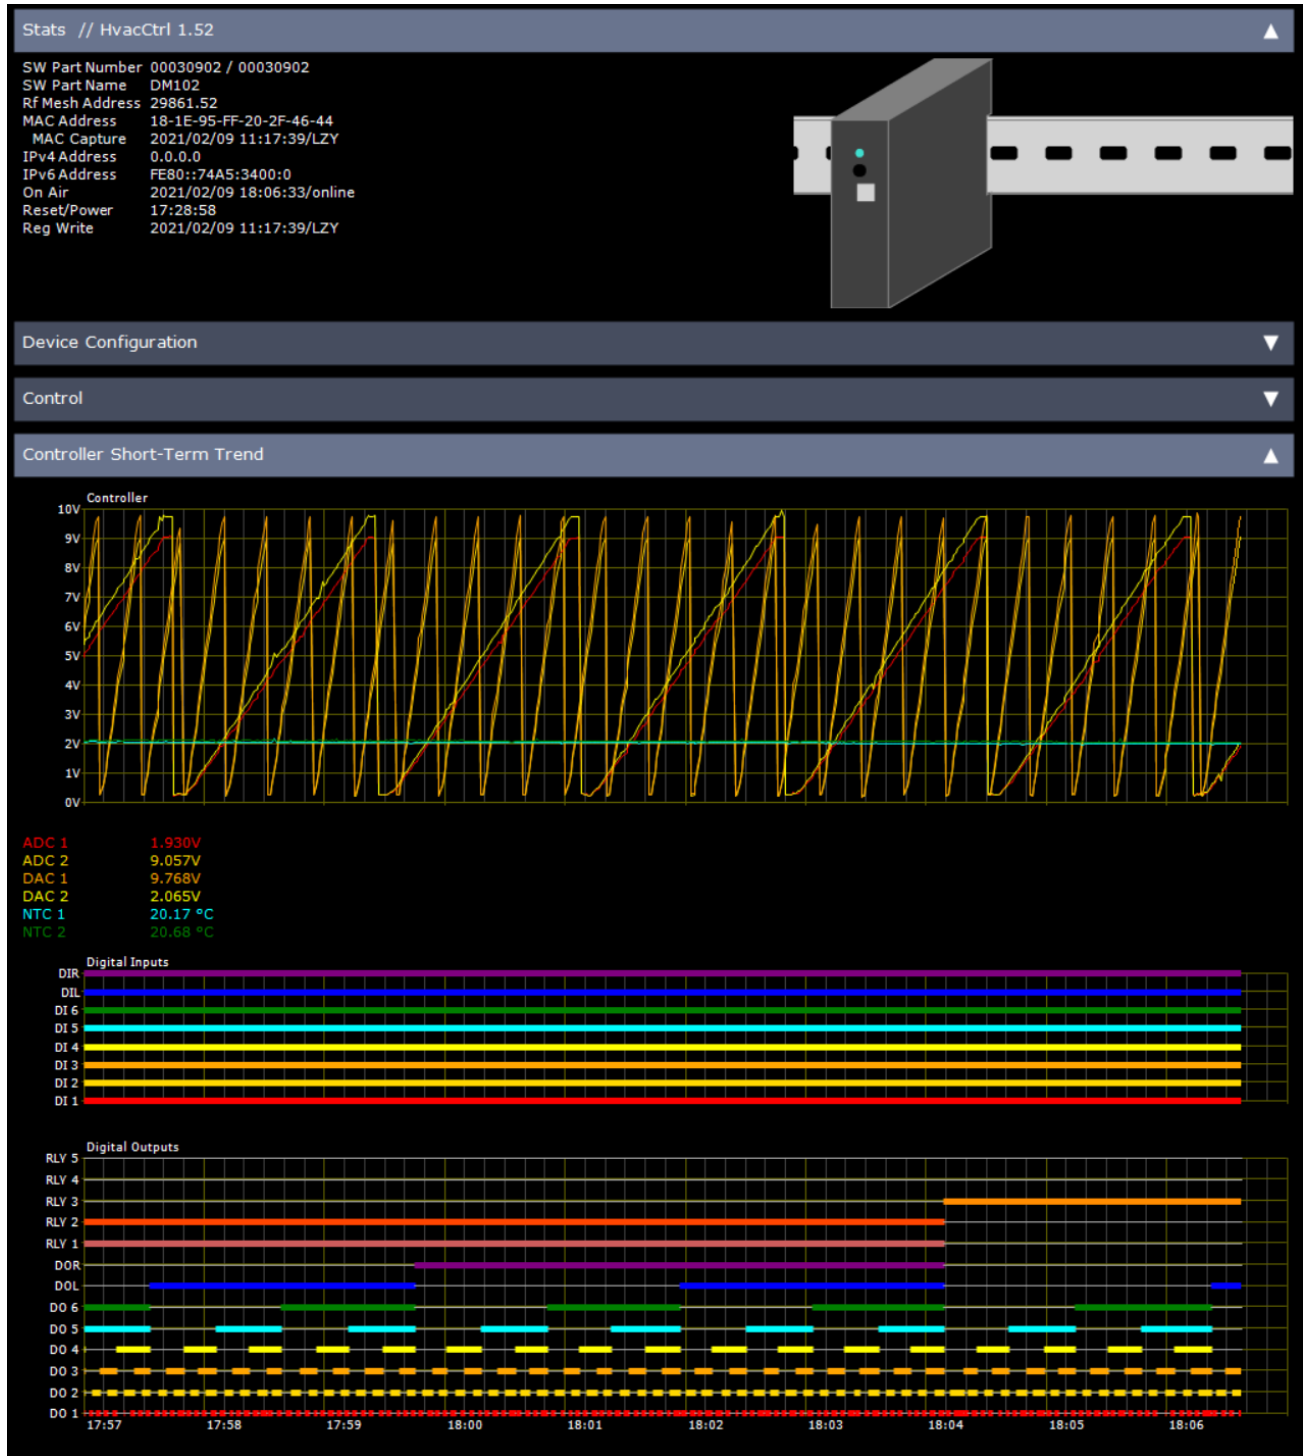 Stats // HvacCtrl 1.52
SW Part Number 00030902 / 00030902
SW Part Name DM102
Rf Mesh Address 29861.52
MAC Address 18-1E-95-FF-20-2F-46-44
MAC Capture 2021/02/09 11:17:39/LZY
IPv4 Address 0.0.0.0
IPv6 Address FE80::74A5:3400:0
On Air 2021/02/09 18:06:33/online
Reset/Power 17:28:58
Reg Write 2021/02/09 11:17:39/LZY
Device Configuration
Control
Controller Short-Term Trend
Controller
10V
9V
8V
7V
6V
5V
4V
3V
2V
1V
0V
ADC 1 1.930V
ADC 2 9.057V
DAC 1 9.768V
DAC 2 2.065V
NTC 1 20.17 °C
NTC 2 20.68 °C
Digital Inputs
DIR
DIL
DI 6
DI 5
DI 4
DI 3
DI 2
DI 1
Digital Outputs
RLY 5
RLY 4
RLY 3
RLY 2
RLY 1
DOR
DOL
DO 6
DO 5
DO 4
DO 3
DO 2
DO 1
17:57 17:58 17:59 18:00 18:01 18:02 18:03 18:04 18:05 18:06